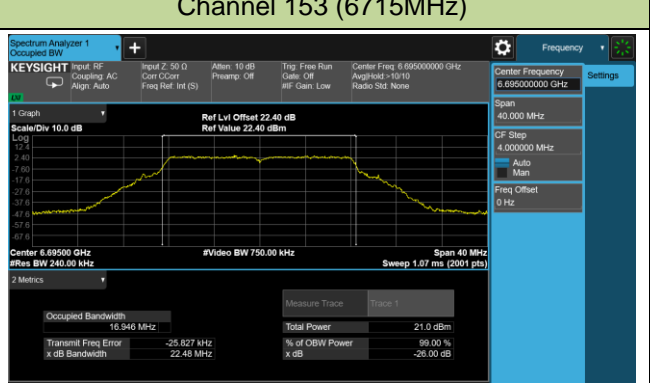 Channel 153 (6715MHz)
Spectrum Analyzer 1
Occupied BW
Frequency
KEYSIGHT
Input: RF
Coupling: AC
Align: Auto
Input Z: 50 Ω
Corr CCorr
Freq Ref: Int (S)
Atten: 10 dB
Preamp: Off
Trig: Free Run
Gate: Off
#IF Gain: Low
Center Freq: 6.695000000 GHz
Avg|Hold:>10/10
Radio Std: None
Center Frequency
6.695000000 GHz
Settings
Span
40.000 MHz
CF Step
4.000000 MHz
Auto
Man
Freq Offset
0 Hz
1 Graph
Scale/Div 10.0 dB
Ref Lvl Offset 22.40 dB
Ref Value 22.40 dBm
Log
12.4
2.40
-7.60
-17.6
-27.6
-37.6
-47.6
-57.6
-67.6
Center 6.69500 GHz
#Res BW 240.00 kHz
#Video BW 750.00 kHz
Span 40 MHz
Sweep 1.07 ms (2001 pts)
2 Metrics
Measure Trace
Trace 1
Occupied Bandwidth
16.946 MHz
Total Power
21.0 dBm
Transmit Freq Error
-25.827 kHz
% of OBW Power
99.00 %
x dB Bandwidth
22.48 MHz
x dB
-26.00 dB